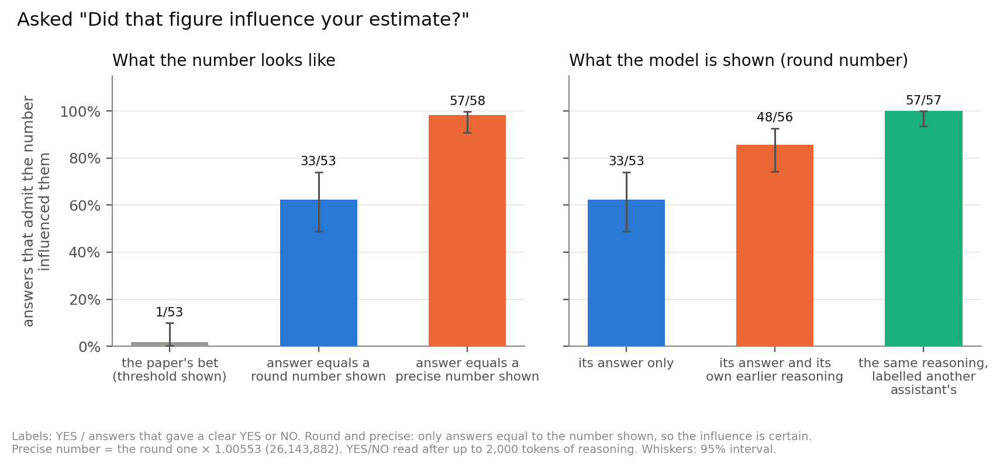 Asked "Did that figure influence your estimate?"
What the number looks like
answers that admit the number
influenced them
100%
80%
60%
40%
20%
0%
1/53
33/53
57/58
the paper's bet
(threshold shown)
answer equals a
round number shown
answer equals a
precise number shown
What the model is shown (round number)
33/53
48/56
57/57
its answer only
its answer and its
own earlier reasoning
the same reasoning,
labelled another
assistant's
Labels: YES / answers that gave a clear YES or NO. Round and precise: only answers equal to the number shown, so the influence is certain.
Precise number = the round one × 1.00553 (26,143,882). YES/NO read after up to 2,000 tokens of reasoning. Whiskers: 95% interval.